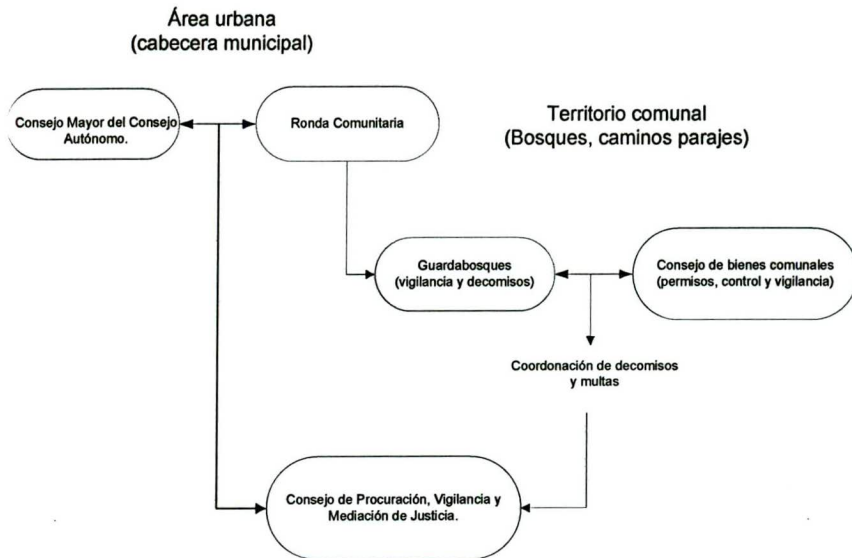 Área urbana
(cabecera municipal)
Consejo Mayor del Consejo
Autónomo.
Ronda Comunitaria
Territorio comunal
(Bosques, caminos parajes)
Guardabosques
(vigilancia y decomisos)
Consejo de bienes comunales
(permisos, control y vigilancia)
Coordonación de decomisos
y multas
Consejo de Procuración, Vigilancia y
Mediación de Justicia.